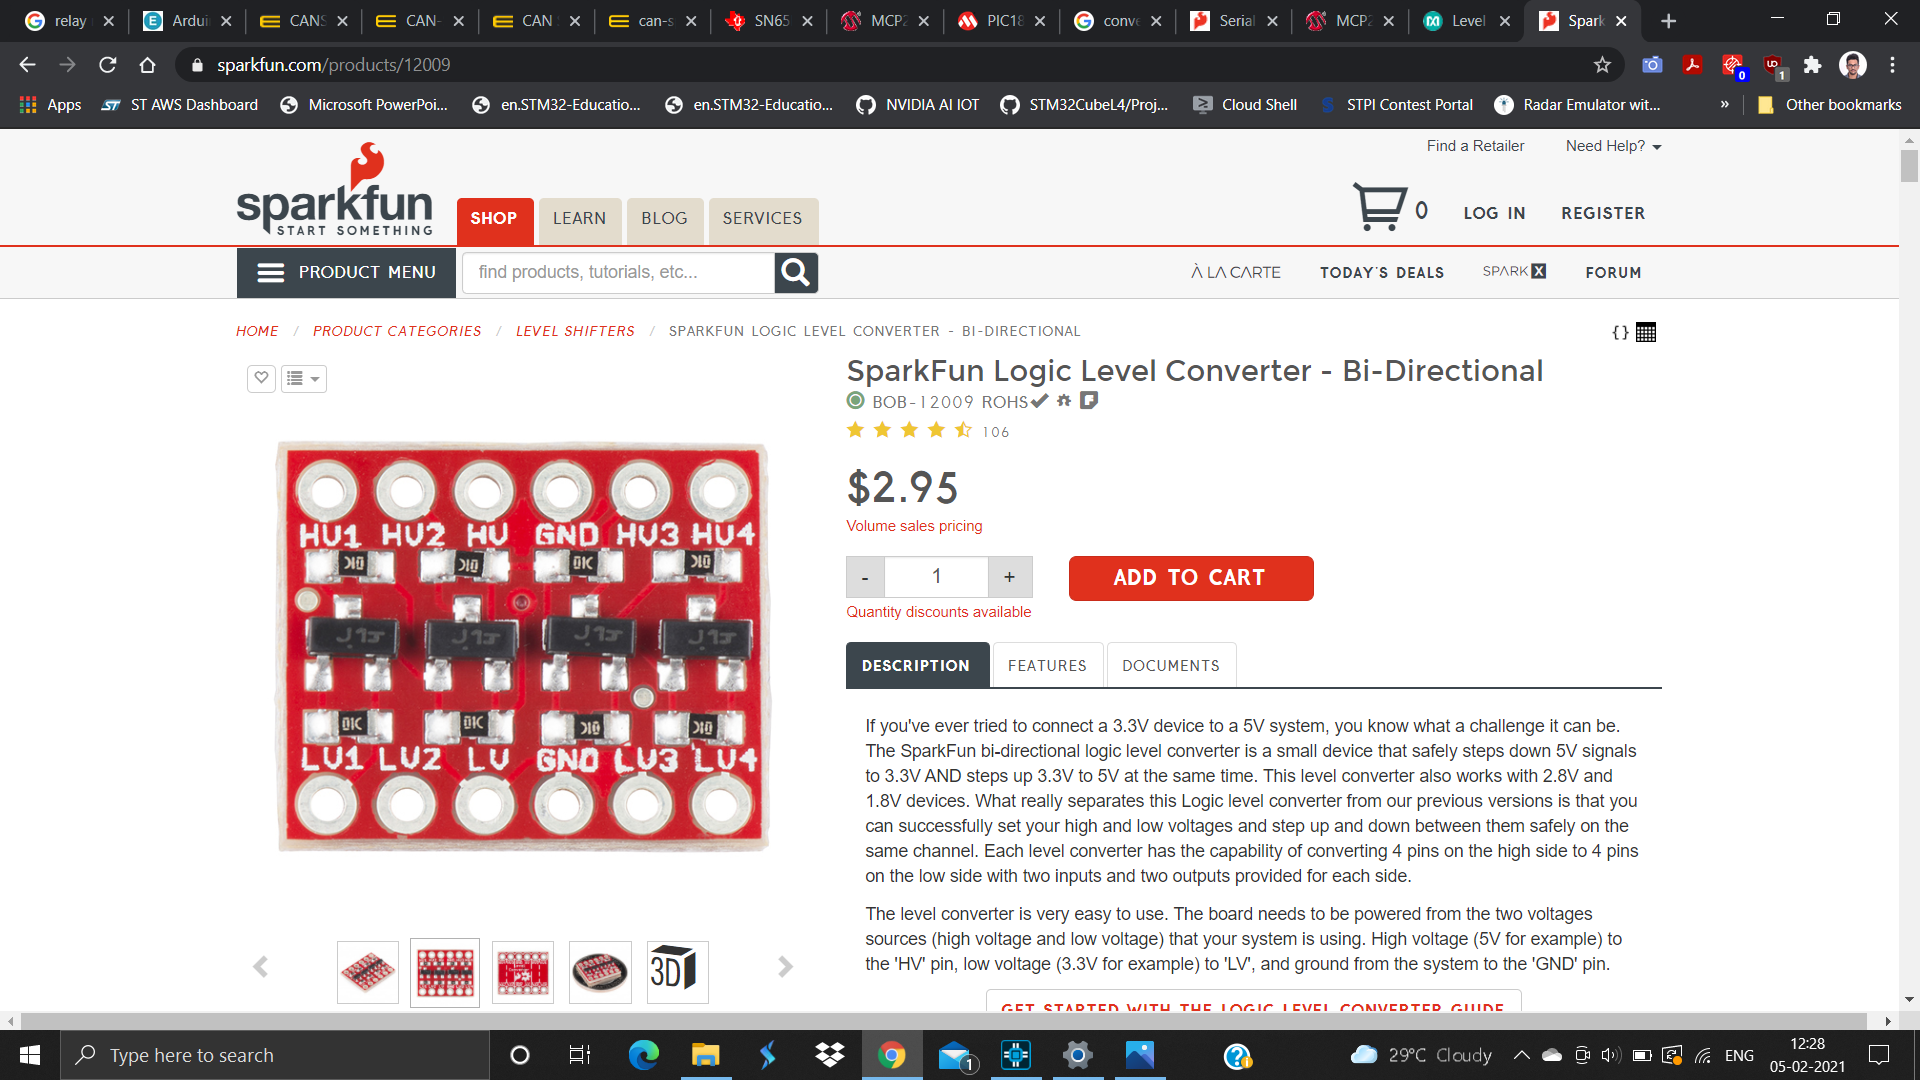 relay
Ardui
CANS
CAN-
CAN
can-s
SN65
MCP2
PIC18
conve
Serial
MCP2
Level
Spark
sparkfun.com/products/12009
0
1
Apps
ST AWS Dashboard
Microsoft PowerPoi...
en.STM32-Educatio...
en.STM32-Educatio...
NVIDIA AI IOT
STM32CubeL4/Proj...
Cloud Shell
STPI Contest Portal
Radar Emulator wit...
»
Other bookmarks
Find a Retailer
Need Help?
sparkfun
START SOMETHING
SHOP
LEARN
BLOG
SERVICES
0
LOG IN
REGISTER
PRODUCT MENU
find products, tutorials, etc...
À LA CARTE
TODAY'S DEALS
SPARK X
FORUM
HOME / PRODUCT CATEGORIES / LEVEL SHIFTERS / SPARKFUN LOGIC LEVEL CONVERTER - BI-DIRECTIONAL
{}
SparkFun Logic Level Converter - Bi-Directional
BOB-12009 ROHS
106
$2.95
Volume sales pricing
- 1 +
ADD TO CART
Quantity discounts available
HV1 HV2 HV GND HV3 HV4
LV1 LV2 LV GND LV3 LV4
3D
DESCRIPTION
FEATURES
DOCUMENTS
If you've ever tried to connect a 3.3V device to a 5V system, you know what a challenge it can be.
The SparkFun bi-directional logic level converter is a small device that safely steps down 5V signals
to 3.3V AND steps up 3.3V to 5V at the same time. This level converter also works with 2.8V and
1.8V devices. What really separates this Logic level converter from our previous versions is that you
can successfully set your high and low voltages and step up and down between them safely on the
same channel. Each level converter has the capability of converting 4 pins on the high side to 4 pins
on the low side with two inputs and two outputs provided for each side.
The level converter is very easy to use. The board needs to be powered from the two voltages
sources (high voltage and low voltage) that your system is using. High voltage (5V for example) to
the 'HV' pin, low voltage (3.3V for example) to 'LV', and ground from the system to the 'GND' pin.
GET STARTED WITH THE LOGIC LEVEL CONVERTER GUIDE
Type here to search
1
29°C Cloudy
ENG
12:28
05-02-2021